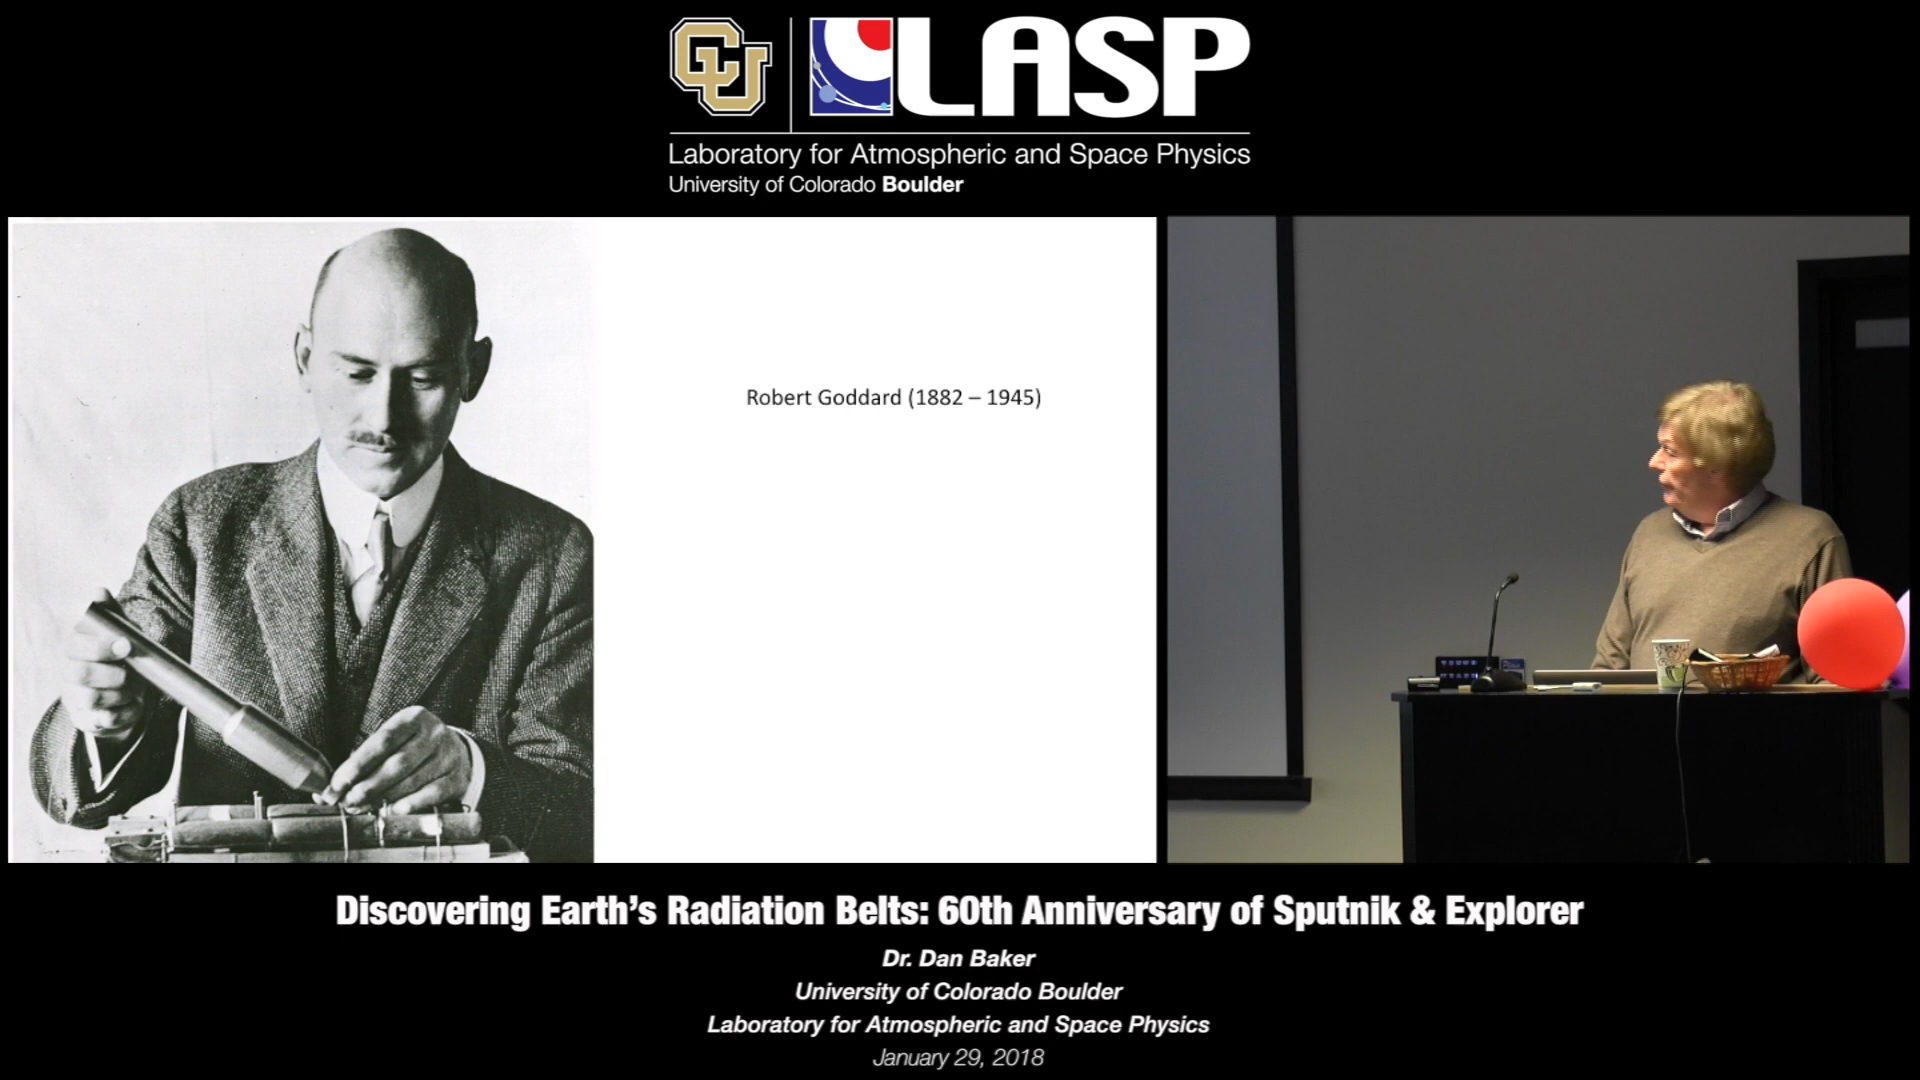 CU
LASP
Laboratory for Atmospheric and Space Physics
University of Colorado Boulder
Robert Goddard (1882 – 1945)
Discovering Earth's Radiation Belts: 60th Anniversary of Sputnik & Explorer
Dr. Dan Baker
University of Colorado Boulder
Laboratory for Atmospheric and Space Physics
January 29, 2018